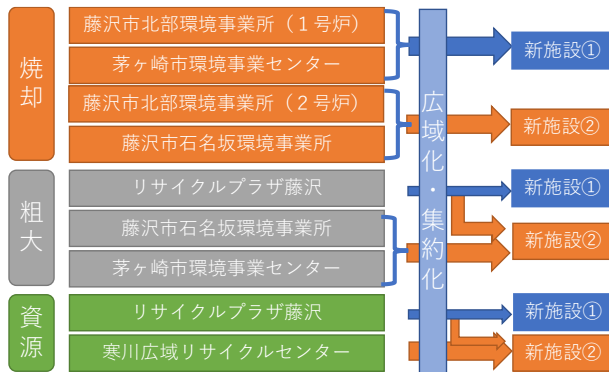 焼却
藤沢市北部環境事業所（１号炉）
茅ヶ崎市環境事業センター
藤沢市北部環境事業所（２号炉）
藤沢市石名坂環境事業所
粗大
リサイクルプラザ藤沢
藤沢市石名坂環境事業所
茅ヶ崎市環境事業センター
資源
リサイクルプラザ藤沢
寒川広域リサイクルセンター
広域化・集約化
新施設①
新施設②
新施設①
新施設②
新施設①
新施設②